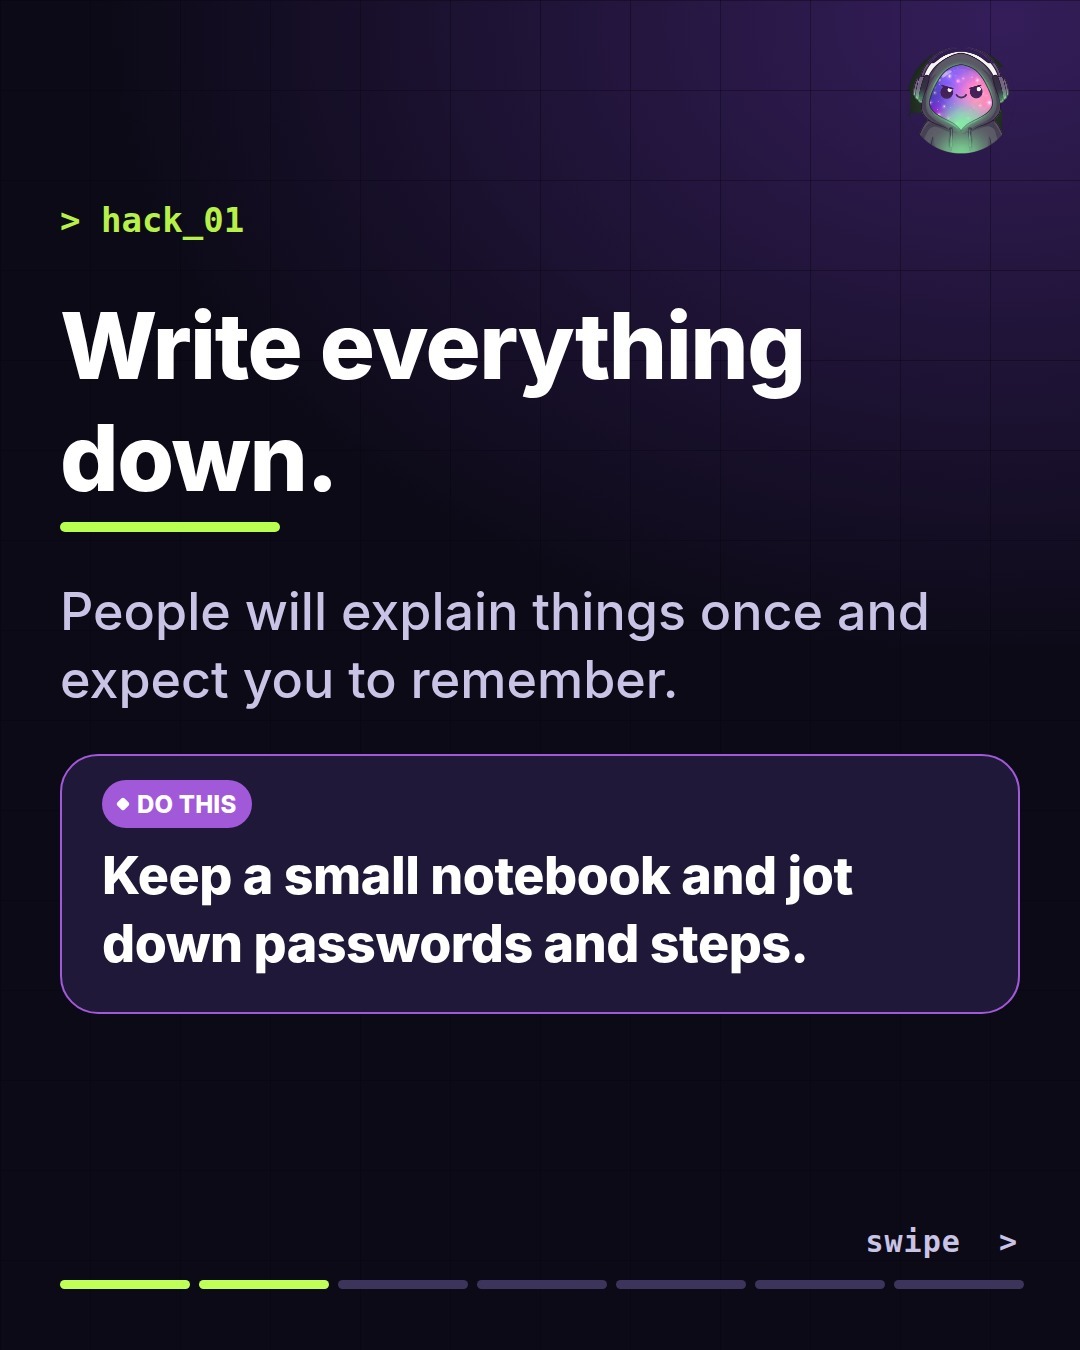 > hack_01
Write everything
down.
People will explain things once and
expect you to remember.
DO THIS
Keep a small notebook and jot
down passwords and steps.
swipe >